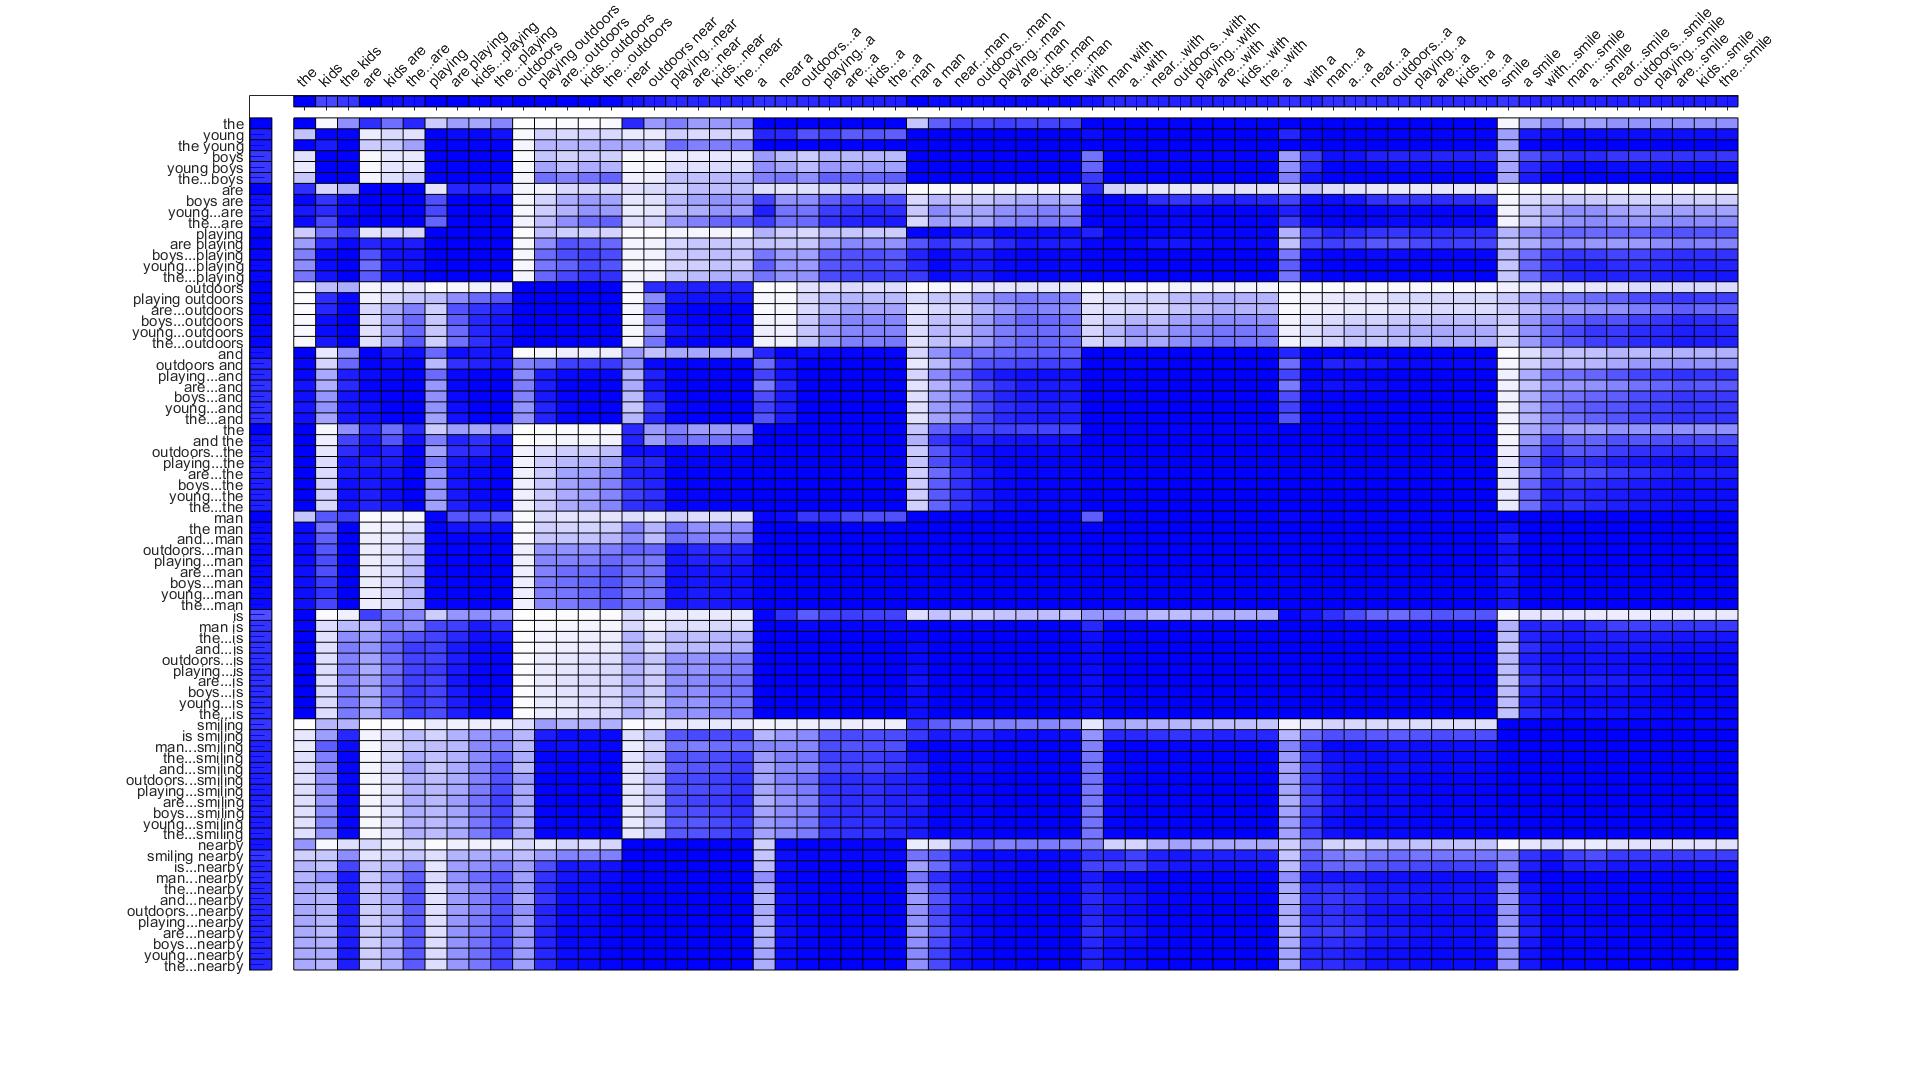 the
kids
the kids
are
kids are
the...are
playing
are playing
kids...playing
the...playing
outdoors
playing outdoors
are...outdoors
kids...outdoors
the...outdoors
near
outdoors near
playing...near
are...near
kids...near
the...near
a
near a
outdoors...a
playing...a
are...a
kids...a
the...a
man
a man
near...man
outdoors...man
playing...man
are...man
kids...man
the...man
with
man with
a...with
near...with
outdoors...with
playing...with
are...with
kids...with
the...with
a
with a
man...a
a...a
near...a
outdoors...a
playing...a
are...a
kids...a
the...a
smile
a smile
with...smile
man...smile
a...smile
near...smile
outdoors...smile
playing...smile
are...smile
kids...smile
the...smile
the
young
the young
boys
young boys
the...boys
are
boys are
young...are
the...are
playing
are playing
boys...playing
young...playing
the...playing
outdoors
playing outdoors
are...outdoors
boys...outdoors
young...outdoors
the...outdoors
and
outdoors and
playing...and
are...and
boys...and
young...and
the...and
the
and the
outdoors...the
playing...the
are...the
boys...the
young...the
the...the
man
the man
and...man
outdoors...man
playing...man
are...man
boys...man
young...man
the...man
is
man is
the...is
and...is
outdoors...is
playing...is
are...is
boys...is
young...is
the...is
smiling
is smiling
man...smiling
the...smiling
and...smiling
outdoors...smiling
playing...smiling
are...smiling
boys...smiling
young...smiling
the...smiling
nearby
smiling nearby
is...nearby
man...nearby
the...nearby
and...nearby
outdoors...nearby
playing...nearby
are...nearby
boys...nearby
young...nearby
the...nearby